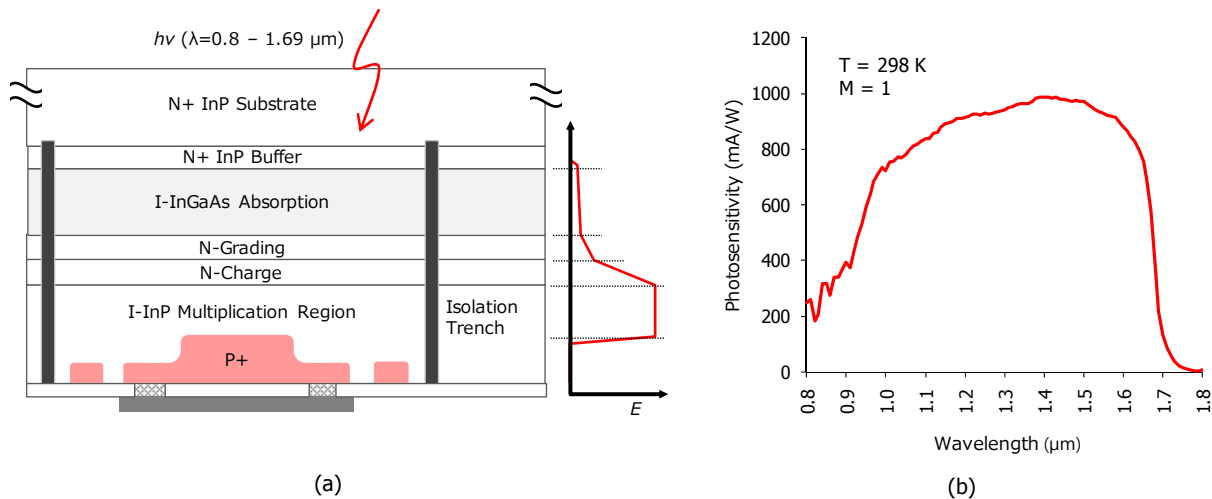 hv (λ=0.8 – 1.69 μm)
N+ InP Substrate
N+ InP Buffer
I-InGaAs Absorption
N-Grading
N-Charge
I-InP Multiplication Region
Isolation
Trench
P+
E
(a)
1200
1000
800
600
400
200
0
T = 298 K
M = 1
Photosensitivity (mA/W)
0.8
0.9
1.0
1.1
1.2
1.3
1.4
1.5
1.6
1.7
1.8
Wavelength (μm)
(b)